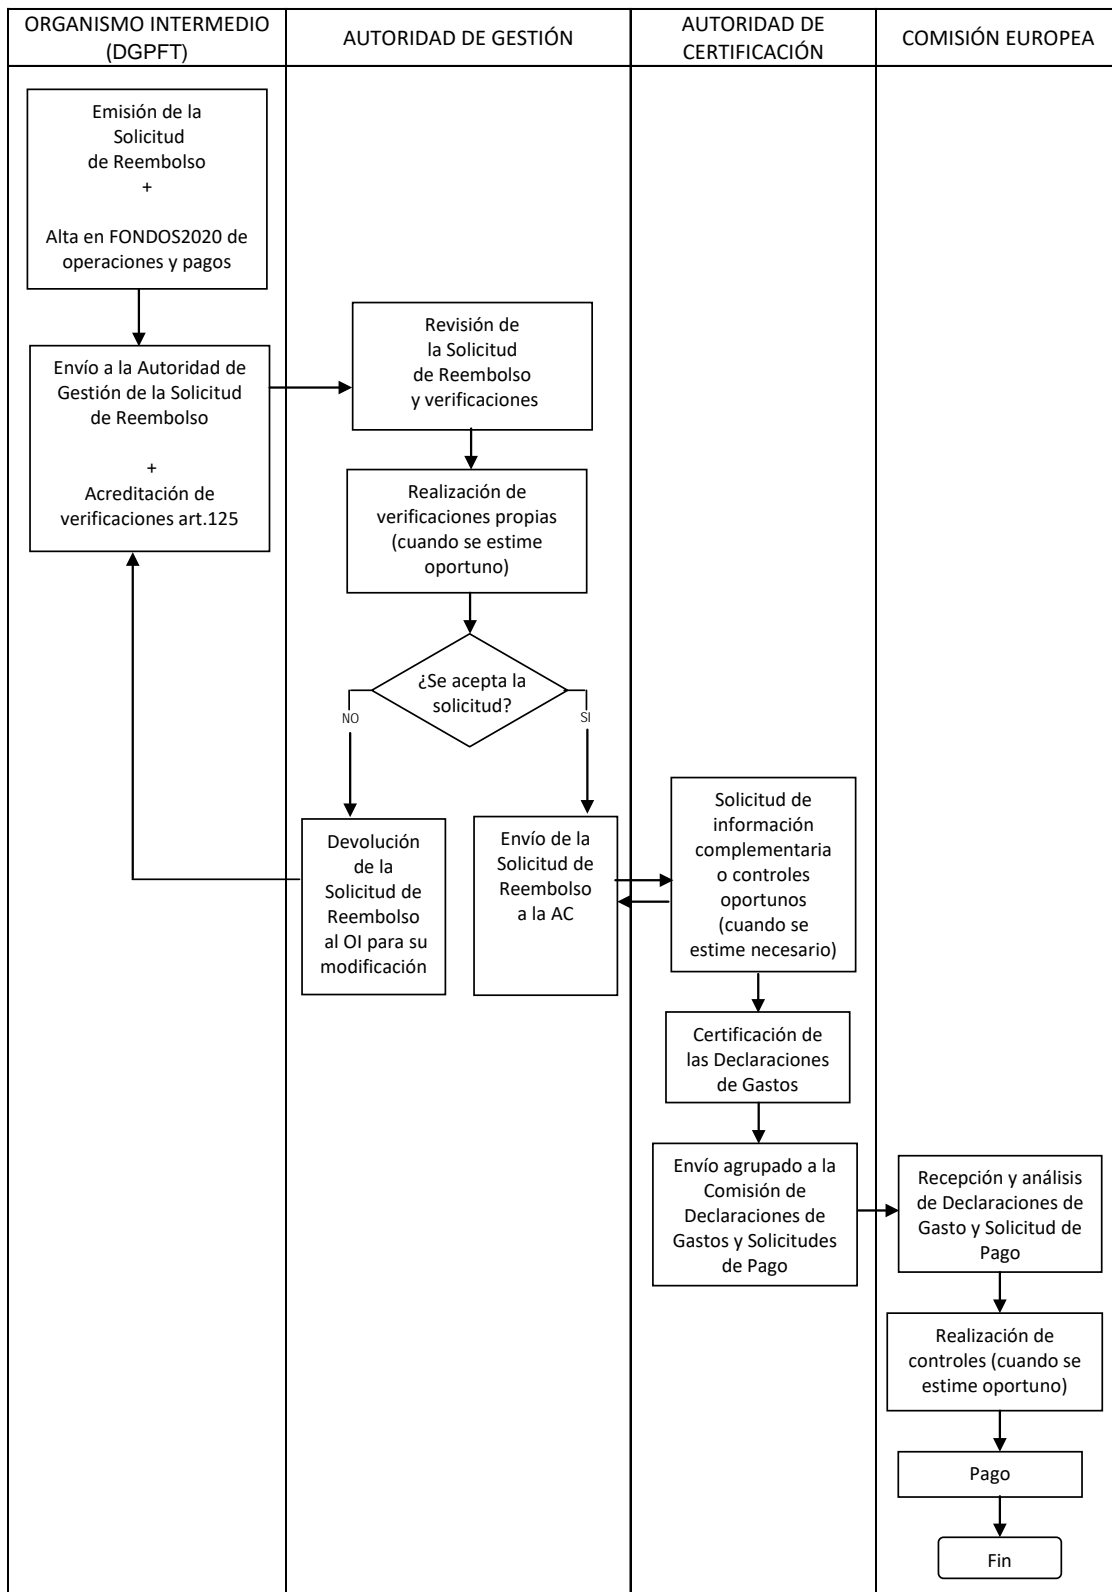 ORGANISMO INTERMEDIO
(DGPFT)
AUTORIDAD DE GESTIÓN
AUTORIDAD DE
CERTIFICACIÓN
COMISIÓN EUROPEA
Emisión de la
Solicitud
de Reembolso
+
Alta en FONDOS2020 de
operaciones y pagos
Envío a la Autoridad de
Gestión de la Solicitud
de Reembolso
+
Acreditación de
verificaciones art.125
Revisión de
la Solicitud
de Reembolso
y verificaciones
Realización de
verificaciones propias
(cuando se estime
oportuno)
¿Se acepta la
solicitud?
NO
SI
Devolución
de la
Solicitud de
Reembolso
al OI para su
modificación
Envío de la
Solicitud de
Reembolso
a la AC
Solicitud de
información
complementaria
o controles
oportunos
(cuando se
estime necesario)
Certificación de
las Declaraciones
de Gastos
Envío agrupado a la
Comisión de
Declaraciones de
Gastos y Solicitudes
de Pago
Recepción y análisis
de Declaraciones de
Gasto y Solicitud de
Pago
Realización de
controles (cuando se
estime oportuno)
Pago
Fin